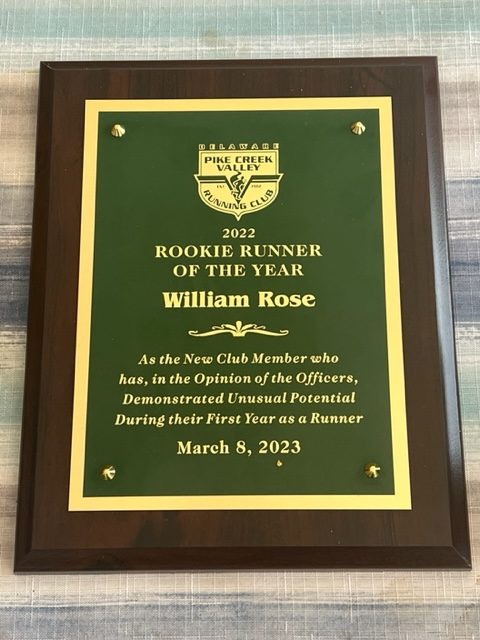 DELAWARE
PIKE CREEK
VALLEY
EST 1982
RUNNING CLUB
2022
ROOKIE RUNNER
OF THE YEAR
William Rose
As the New Club Member who
has, in the Opinion of the Officers,
Demonstrated Unusual Potential
During their First Year as a Runner
March 8, 2023